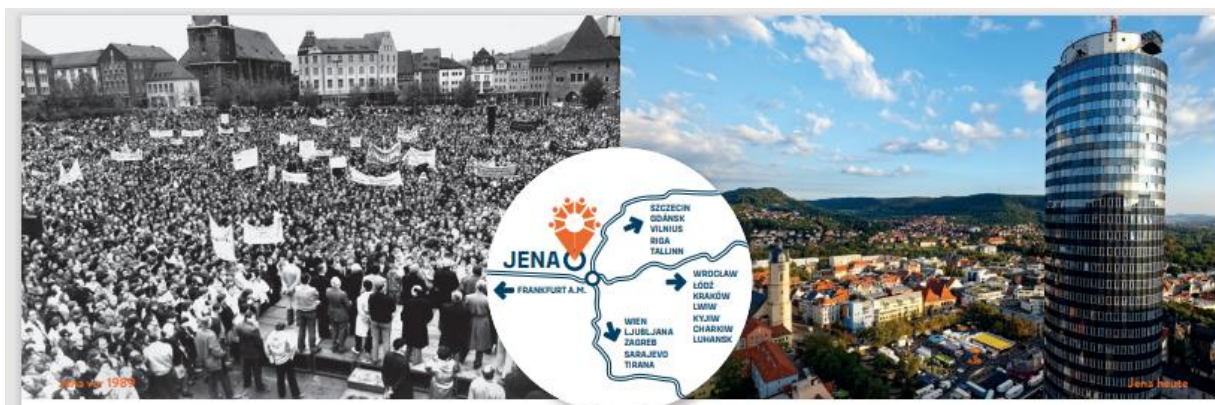 SZCZECIN
GDÁNSK
VILNIUS
RIGA
TALLINN
JENA
FRANKFURT A.M.
WROCŁAW
ŁÓDŹ
KRAKÓW
LWIW
KYJIW
CHARKIW
LUHANSK
WIEN
LJUBLJANA
ZAGREB
SARAJEVO
TIRANA
Jena vor 1989
Jena heute